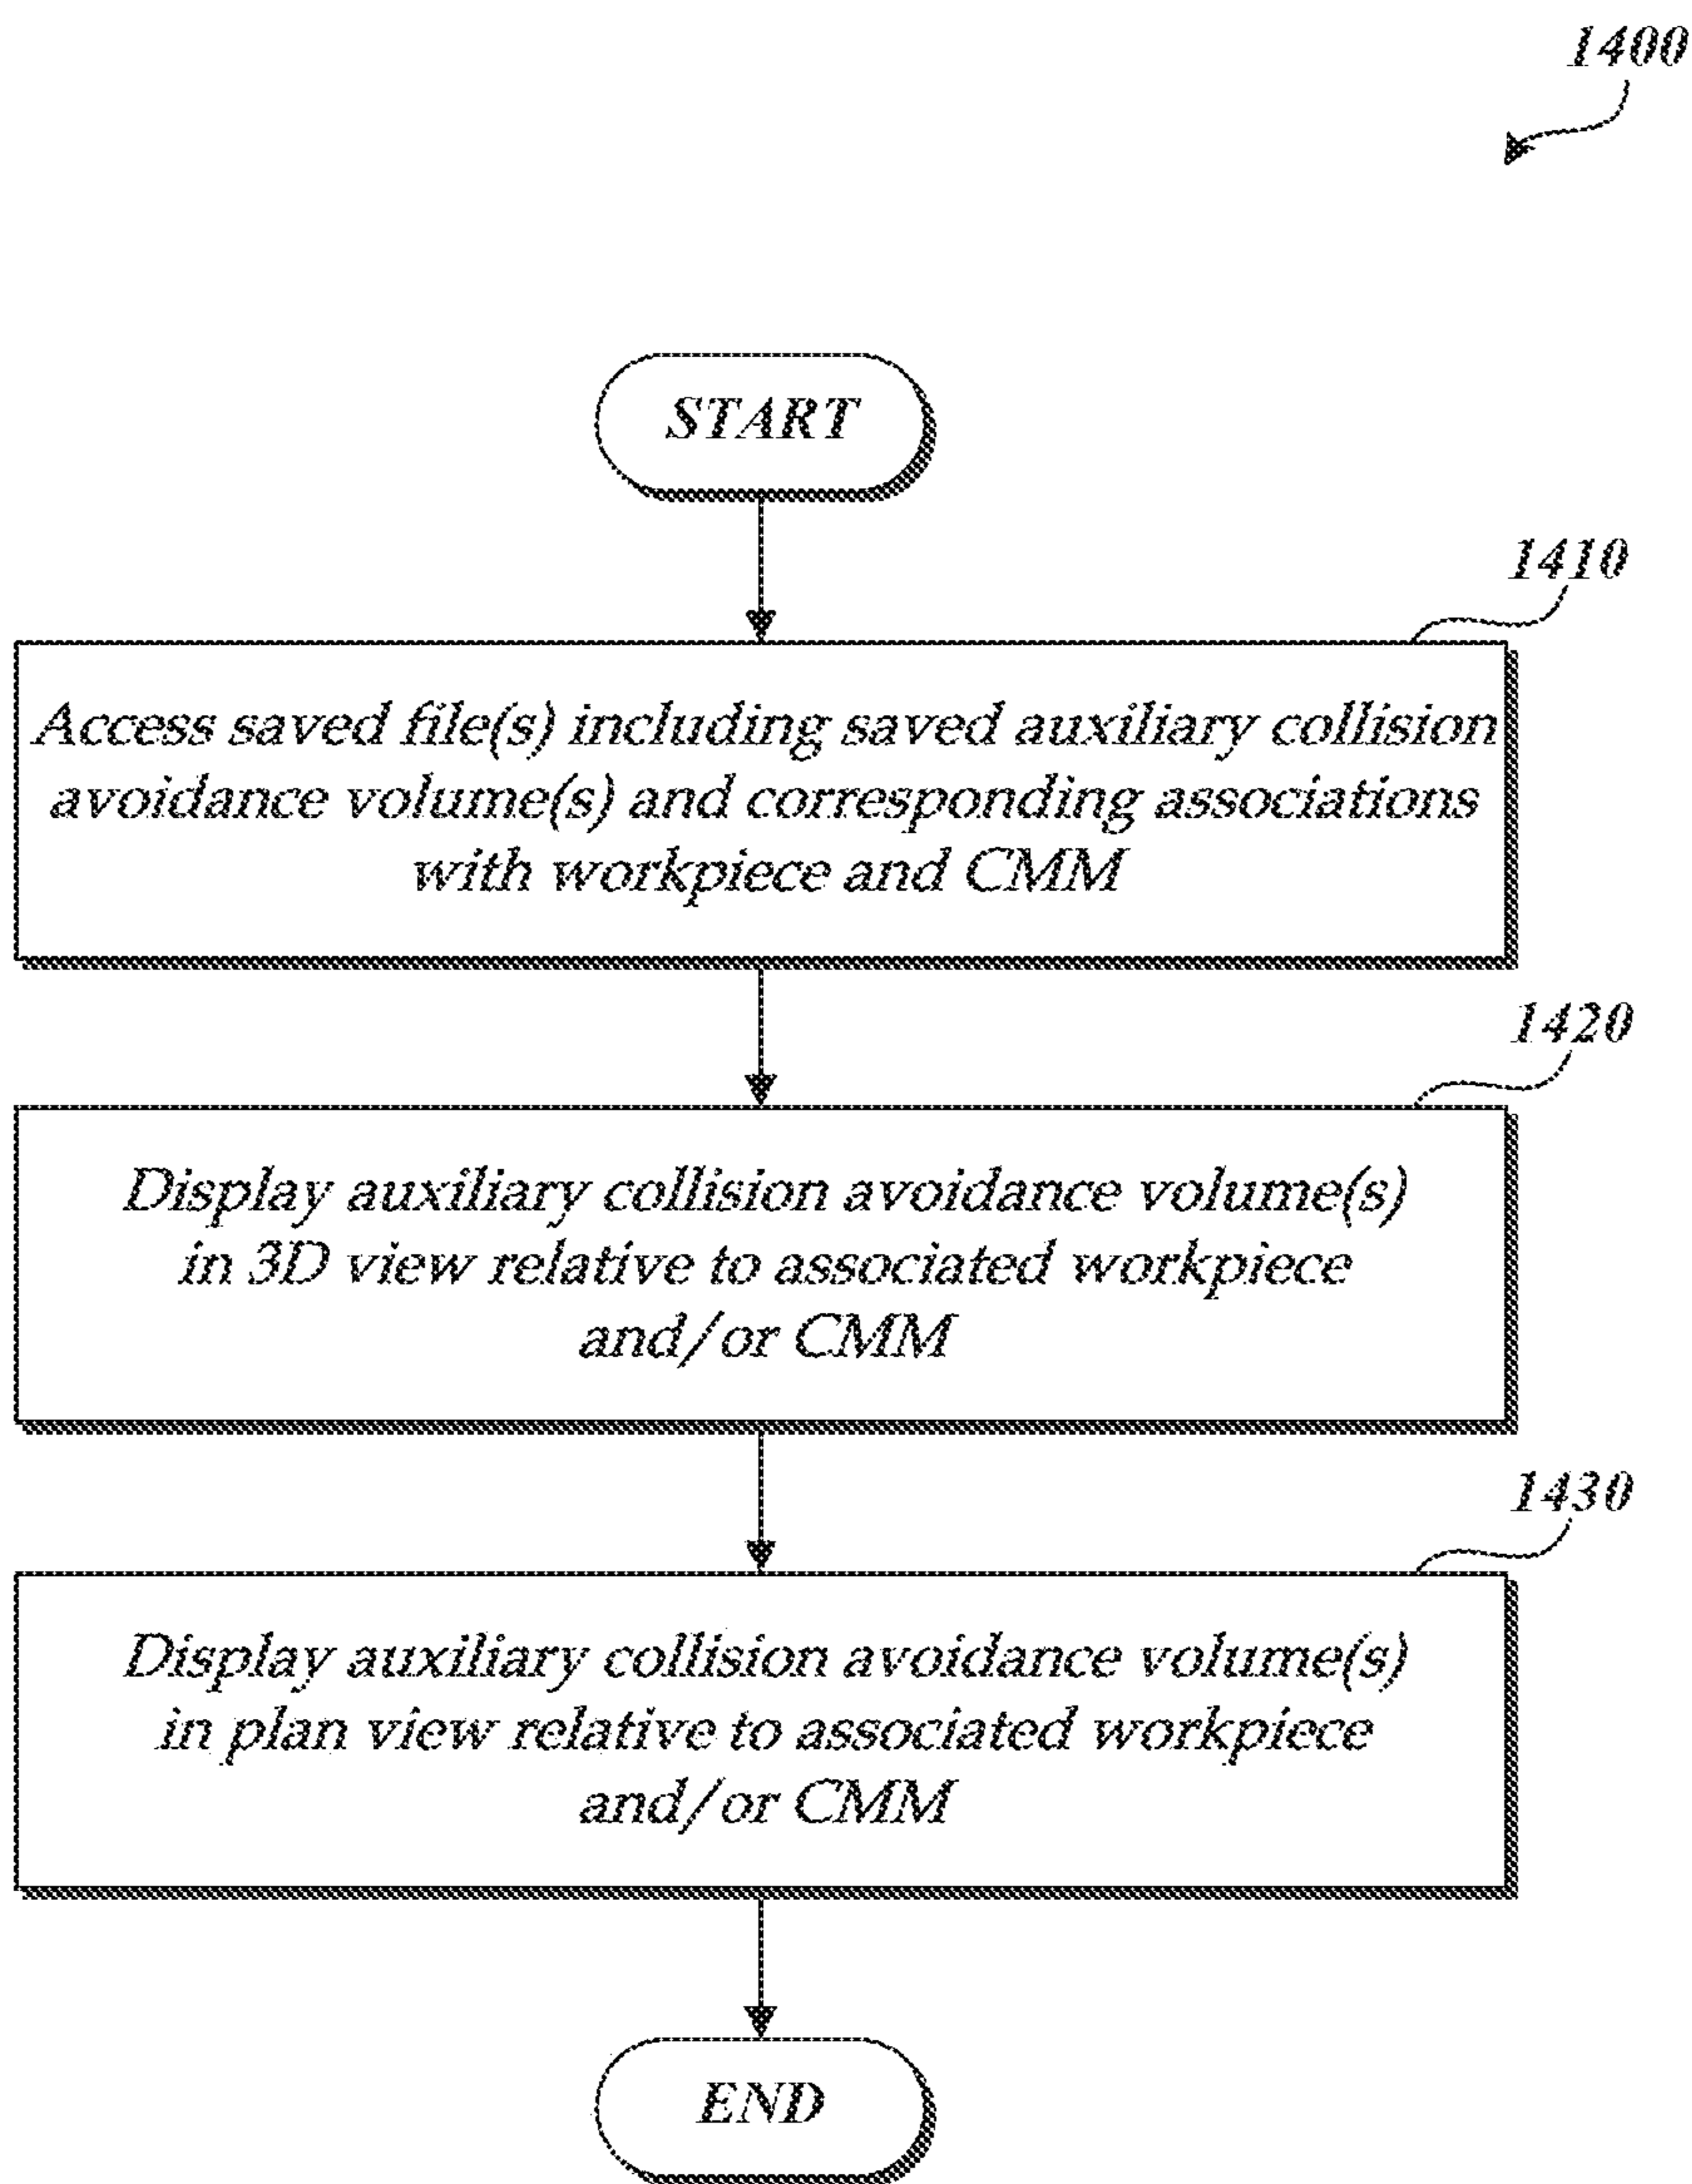 1400
START
1410
Access saved file(s) including saved auxiliary collision
avoidance volume(s) and corresponding associations
with workpiece and CMM
1420
Display auxiliary collision avoidance volume(s)
in 3D view relative to associated workpiece
and/or CMM
1430
Display auxiliary collision avoidance volume(s)
in plan view relative to associated workpiece
and/or CMM
END